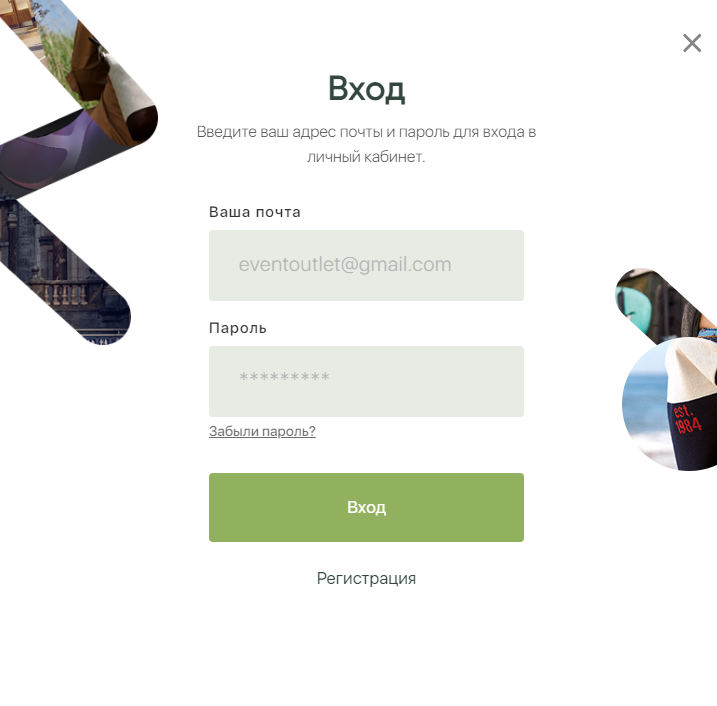 Вход
Введите ваш адрес почты и пароль для входа в
личный кабинет.
Ваша почта
eventoutlet@gmail.com
Пароль
*********
Забыли пароль?
est.
1984
Вход
Регистрация